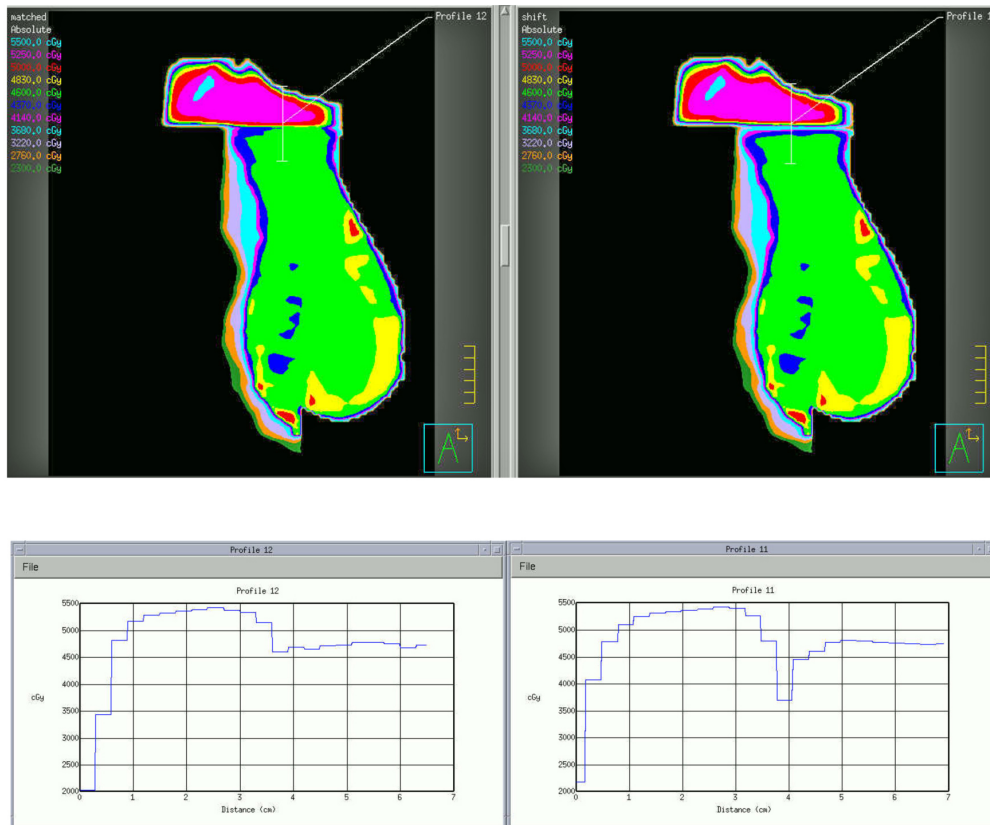 matched
Absolute
5500.0 cGy
5250.0 cGy
5000.0 cGy
4830.0 cGy
4600.0 cGy
4370.0 cGy
4140.0 cGy
3680.0 cGy
3220.0 cGy
2760.0 cGy
2300.0 cGy
Profile 12
A
shift
Absolute
5500.0 cGy
5250.0 cGy
5000.0 cGy
4830.0 cGy
4600.0 cGy
4370.0 cGy
4140.0 cGy
3680.0 cGy
3220.0 cGy
2760.0 cGy
2300.0 cGy
Profile 1
A
Profile 12
File
Profile 12
5500
5000
4500
4000
3500
3000
2500
2000
cGy
0 1 2 3 4 5 6 7
Distance (cm)
Profile 11
File
Profile 11
5500
5000
4500
4000
3500
3000
2500
2000
cGy
0 1 2 3 4 5 6 7
Distance (cm)